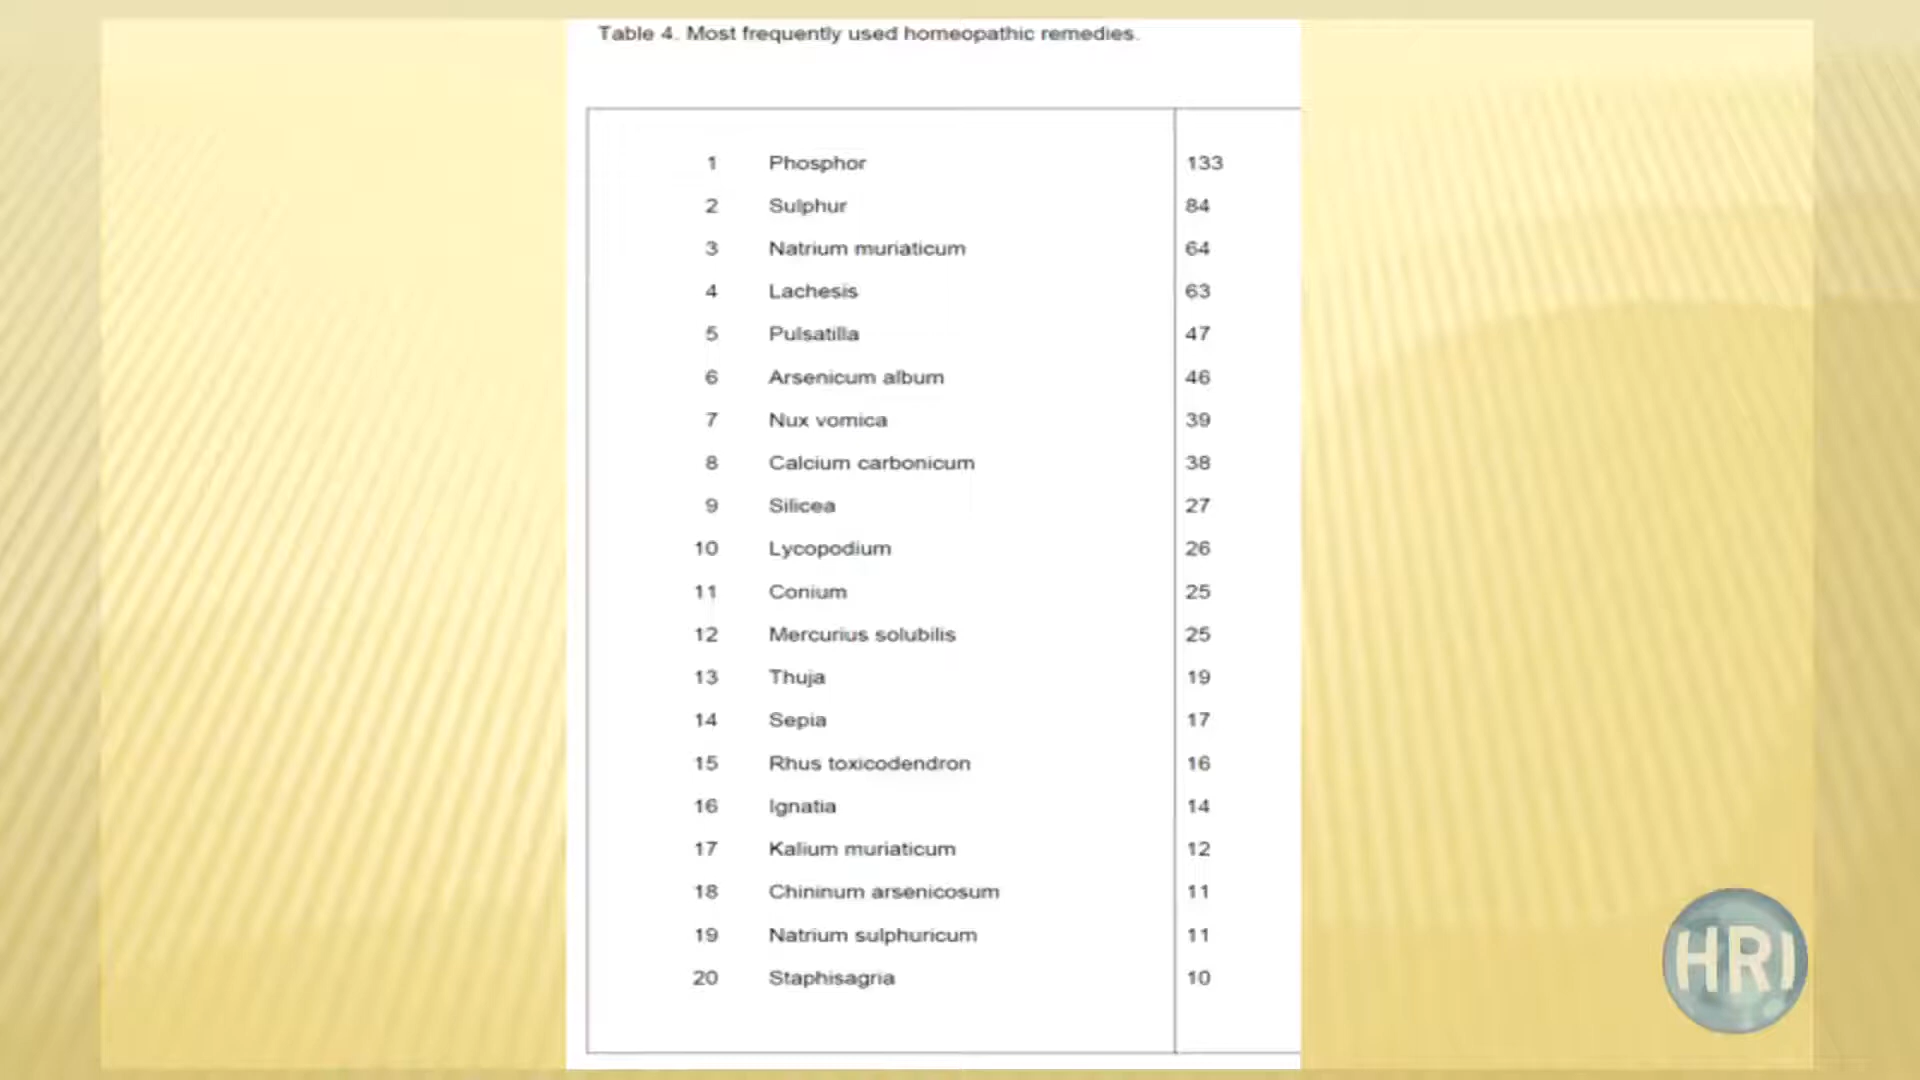 Table 4. Most frequently used homeopathic remedies.
1 Phosphor 133
2 Sulphur 84
3 Natrium muriaticum 64
4 Lachesis 63
5 Pulsatilla 47
6 Arsenicum album 46
7 Nux vomica 39
8 Calcium carbonicum 38
9 Silicea 27
10 Lycopodium 26
11 Conium 25
12 Mercurius solubilis 25
13 Thuja 19
14 Sepia 17
15 Rhus toxicodendron 16
16 Ignatia 14
17 Kalium muriaticum 12
18 Chininum arsenicosum 11
19 Natrium sulphuricum 11
20 Staphisagria 10
HRI